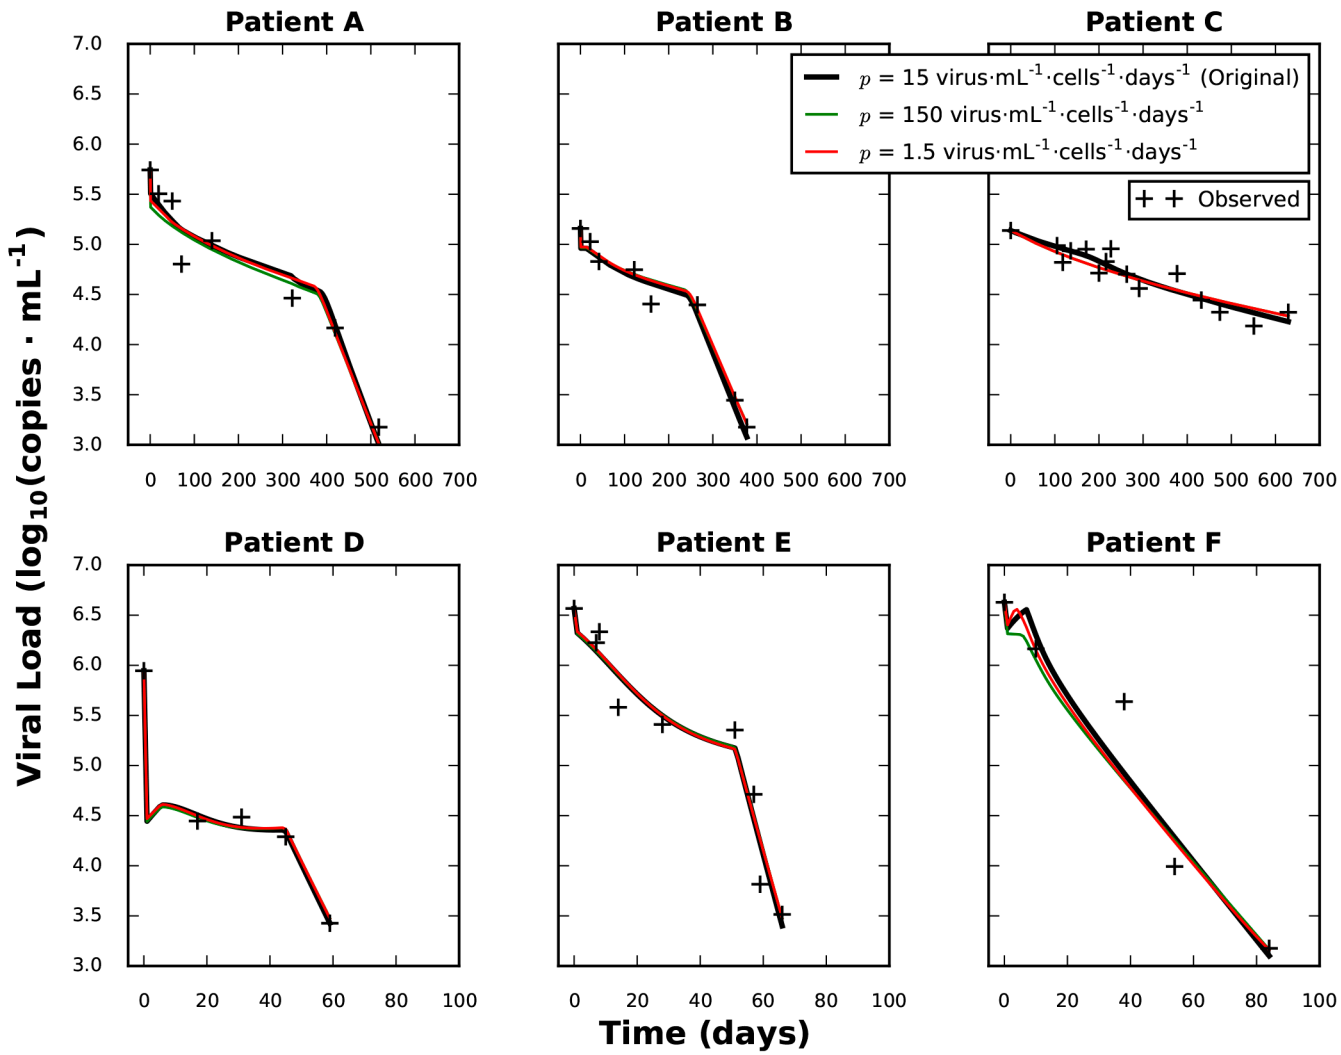 Patient A
Patient B
Patient C
p = 15 virus·mL⁻¹·cells⁻¹·days⁻¹ (Original)
p = 150 virus·mL⁻¹·cells⁻¹·days⁻¹
p = 1.5 virus·mL⁻¹·cells⁻¹·days⁻¹
Observed
7.0
6.5
6.0
5.5
5.0
4.5
4.0
3.5
3.0
0 100 200 300 400 500 600 700
0 100 200 300 400 500 600 700
0 100 200 300 400 500 600 700
Viral Load (log₁₀(copies · mL⁻¹)
Patient D
Patient E
Patient F
7.0
6.5
6.0
5.5
5.0
4.5
4.0
3.5
3.0
0 20 40 60 80 100
0 20 40 60 80 100
0 20 40 60 80 100
Time (days)